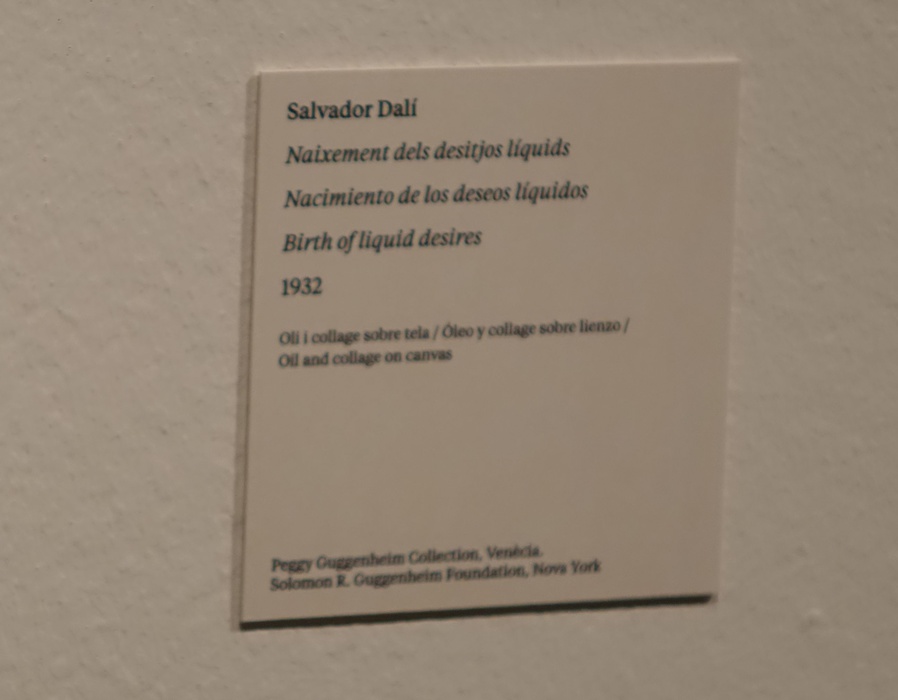 Salvador Dalí
Naixement dels desitjos líquids
Nacimiento de los deseos líquidos
Birth of liquid desires
1932
Oli i collage sobre tela / Óleo y collage sobre lienzo /
Oil and collage on canvas
Peggy Guggenheim Collection, Venècia.
Solomon R. Guggenheim Foundation, Nova York